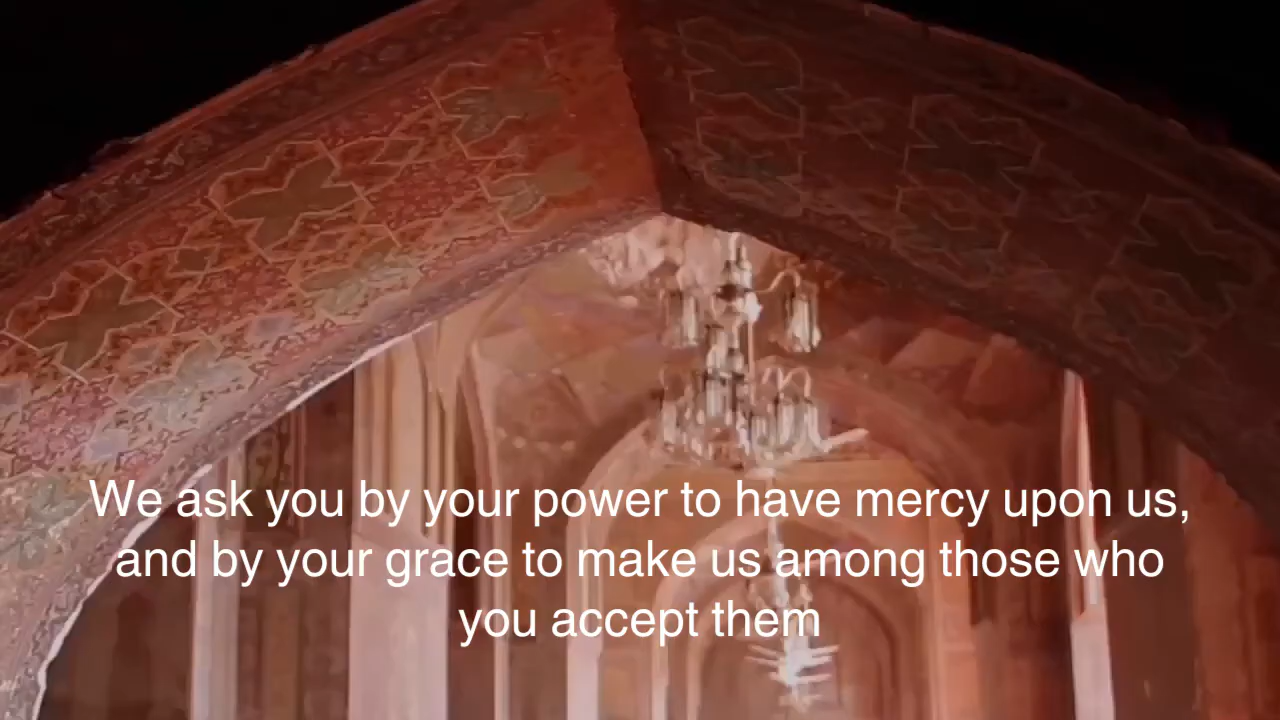 We ask you by your power to have mercy upon us,
and by your grace to make us among those who
you accept them